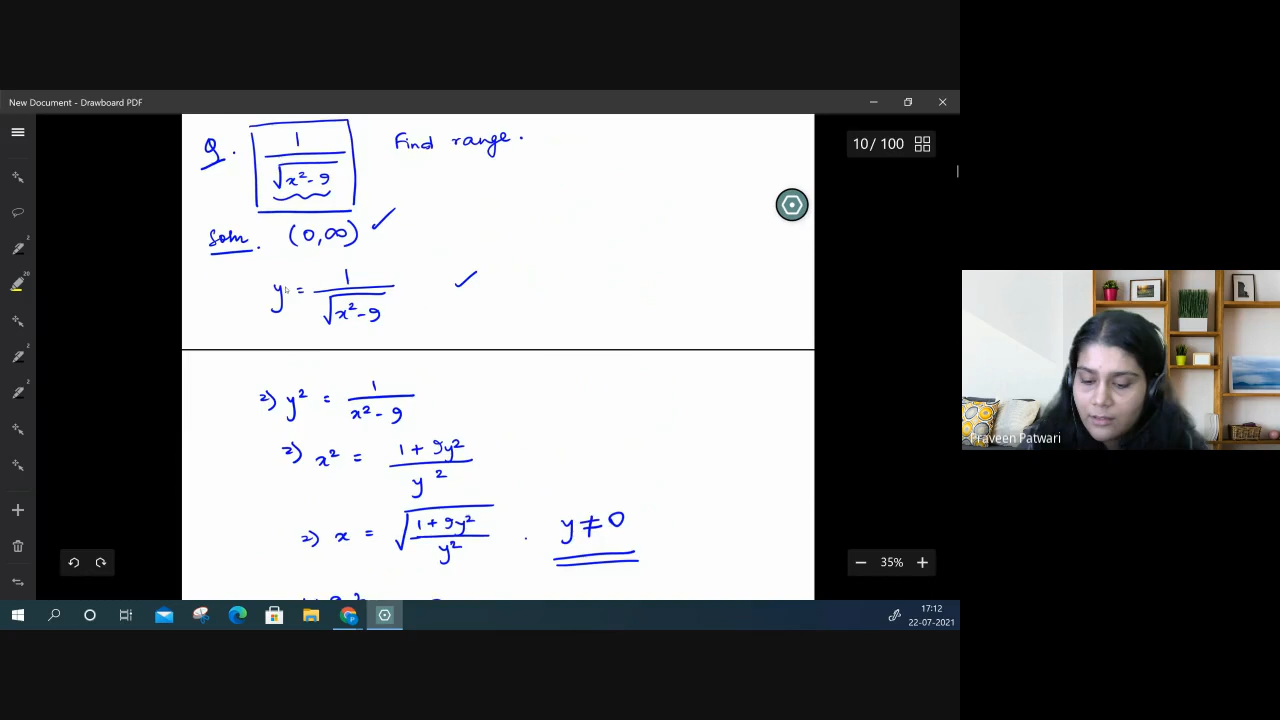 New Document - Drawboard PDF
10 / 100
Q. 1/√(x² - 9) Find range.
Soln. (0, ∞) ✓
y = 1/√(x² - 9) ✓
⇒) y² = 1/(x² - 9)
⇒) x² = (1 + 9y²)/y²
⇒) x = √((1 + 9y²)/y²) . y ≠ 0
35%
Praveen Patwari
17:12
22-07-2021